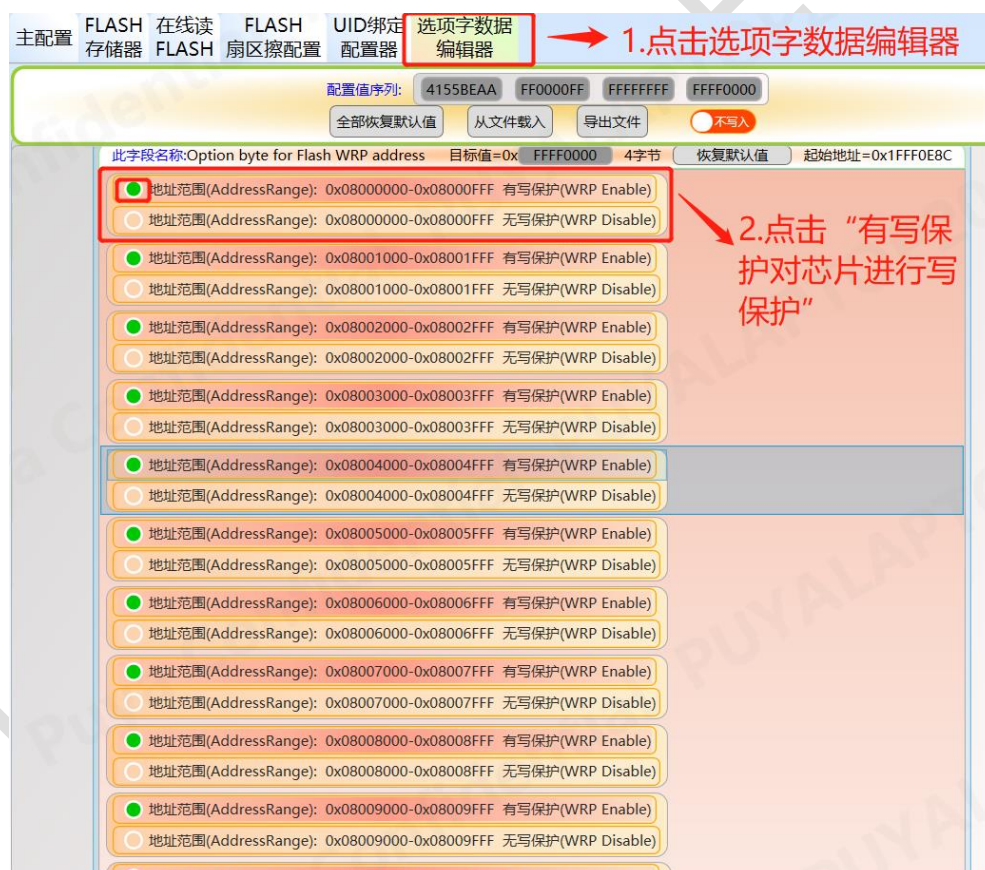 主配置
FLASH
存储器
在线读
FLASH
FLASH
扇区擦配置
UID绑定
配置器
选项字数据
编辑器
1.点击选项字数据编辑器
配置值序列: 4155BEAA FF0000FF FFFFFFFF FFFF0000
全部恢复默认值 从文件载入 导出文件 不写入
此字段名称:Option byte for Flash WRP address 目标值=0x FFFF0000 4字节 恢复默认值 起始地址=0x1FFF0E8C
地址范围(AddressRange): 0x08000000-0x08000FFF 有写保护(WRP Enable)
地址范围(AddressRange): 0x08000000-0x08000FFF 无写保护(WRP Disable)
2.点击“有写保
护对芯片进行写
保护”
地址范围(AddressRange): 0x08001000-0x08001FFF 有写保护(WRP Enable)
地址范围(AddressRange): 0x08001000-0x08001FFF 无写保护(WRP Disable)
地址范围(AddressRange): 0x08002000-0x08002FFF 有写保护(WRP Enable)
地址范围(AddressRange): 0x08002000-0x08002FFF 无写保护(WRP Disable)
地址范围(AddressRange): 0x08003000-0x08003FFF 有写保护(WRP Enable)
地址范围(AddressRange): 0x08003000-0x08003FFF 无写保护(WRP Disable)
地址范围(AddressRange): 0x08004000-0x08004FFF 有写保护(WRP Enable)
地址范围(AddressRange): 0x08004000-0x08004FFF 无写保护(WRP Disable)
地址范围(AddressRange): 0x08005000-0x08005FFF 有写保护(WRP Enable)
地址范围(AddressRange): 0x08005000-0x08005FFF 无写保护(WRP Disable)
地址范围(AddressRange): 0x08006000-0x08006FFF 有写保护(WRP Enable)
地址范围(AddressRange): 0x08006000-0x08006FFF 无写保护(WRP Disable)
地址范围(AddressRange): 0x08007000-0x08007FFF 有写保护(WRP Enable)
地址范围(AddressRange): 0x08007000-0x08007FFF 无写保护(WRP Disable)
地址范围(AddressRange): 0x08008000-0x08008FFF 有写保护(WRP Enable)
地址范围(AddressRange): 0x08008000-0x08008FFF 无写保护(WRP Disable)
地址范围(AddressRange): 0x08009000-0x08009FFF 有写保护(WRP Enable)
地址范围(AddressRange): 0x08009000-0x08009FFF 无写保护(WRP Disable)